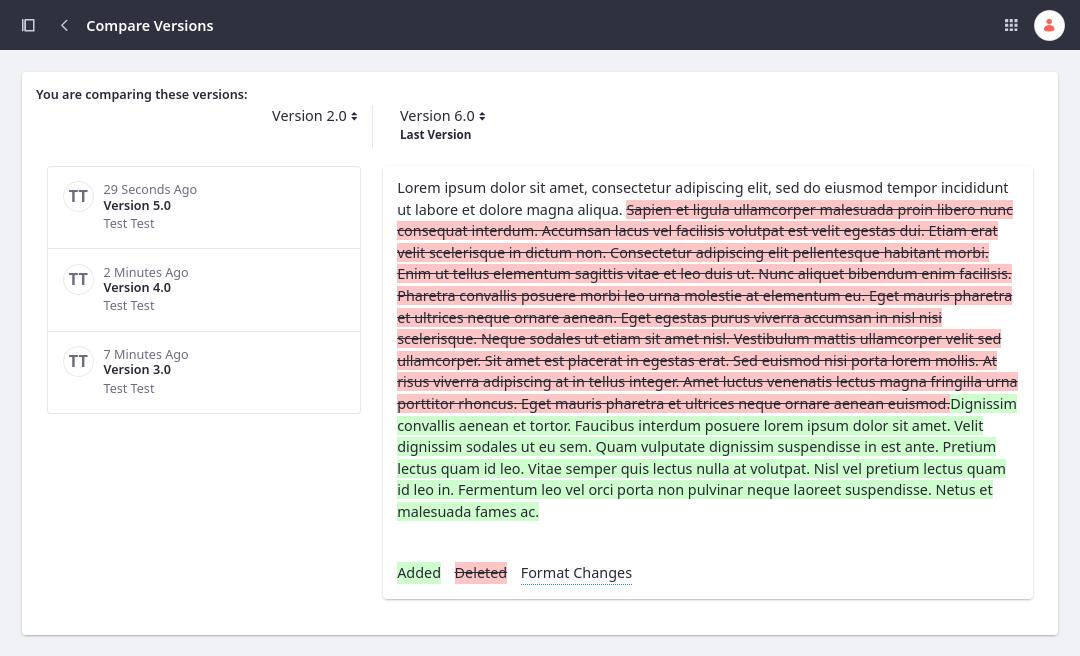 Compare Versions
You are comparing these versions:
Version 2.0
Version 6.0
Last Version
TT
29 Seconds Ago
Version 5.0
Test Test
TT
2 Minutes Ago
Version 4.0
Test Test
TT
7 Minutes Ago
Version 3.0
Test Test
Lorem ipsum dolor sit amet, consectetur adipiscing elit, sed do eiusmod tempor incididunt
ut labore et dolore magna aliqua. Sapien et ligula ullamcorper malesuada proin libero nunc
consequat interdum. Accumsan lacus vel facilisis volutpat est velit egestas dui. Etiam erat
velit scelerisque in dictum non. Consectetur adipiscing elit pellentesque habitant morbi.
Enim ut tellus elementum sagittis vitae et leo duis ut. Nunc aliquet bibendum enim facilisis.
Pharetra convallis posuere morbi leo urna molestie at elementum eu. Eget mauris pharetra
et ultrices neque ornare aenean. Eget egestas purus viverra accumsan in nisl nisi
scelerisque. Neque sodales ut etiam sit amet nisl. Vestibulum mattis ullamcorper velit sed
ullamcorper. Sit amet est placerat in egestas erat. Sed euismod nisi porta lorem mollis. At
risus viverra adipiscing at in tellus integer. Amet luctus venenatis lectus magna fringilla urna
porttitor rhoncus. Eget mauris pharetra et ultrices neque ornare aenean euismod.Dignissim
convallis aenean et tortor. Faucibus interdum posuere lorem ipsum dolor sit amet. Velit
dignissim sodales ut eu sem. Quam vulputate dignissim suspendisse in est ante. Pretium
lectus quam id leo. Vitae semper quis lectus nulla at volutpat. Nisl vel pretium lectus quam
id leo in. Fermentum leo vel orci porta non pulvinar neque laoreet suspendisse. Netus et
malesuada fames ac.
Added Deleted Format Changes